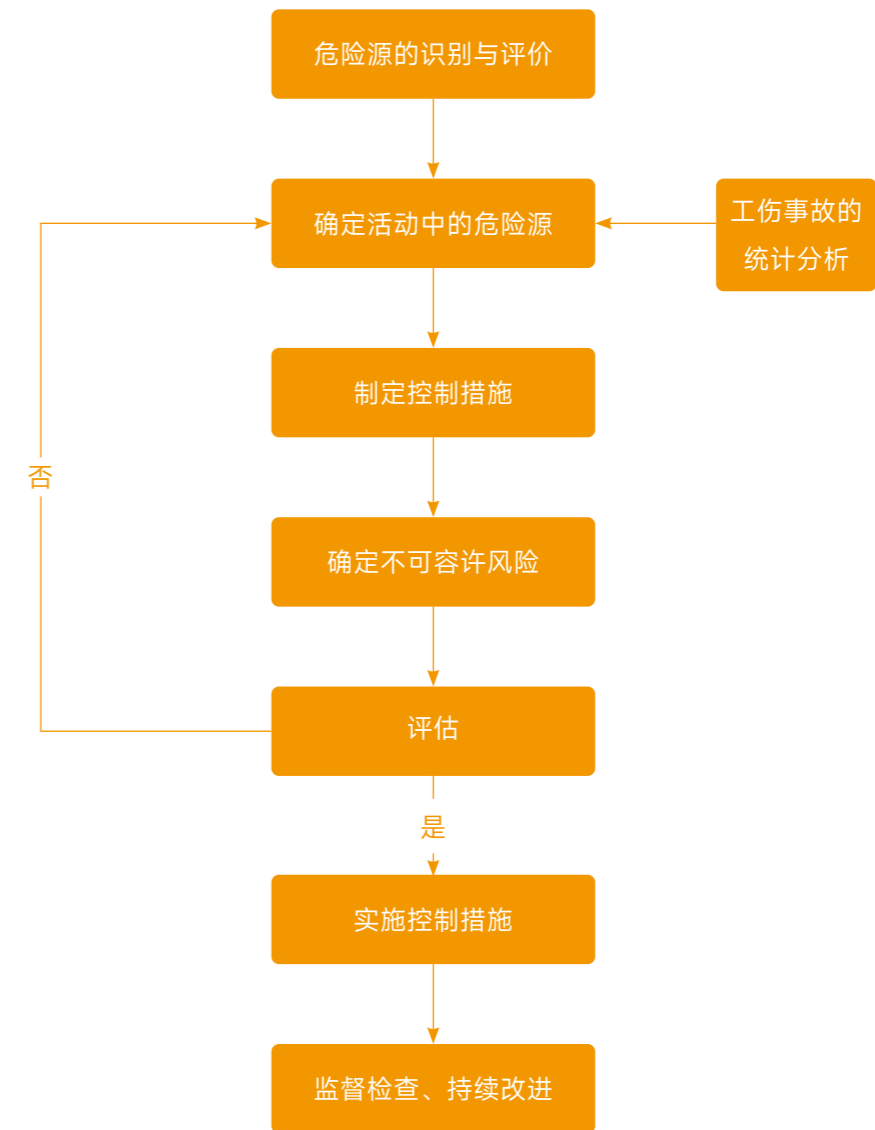 危险源的识别与评价
确定活动中的危险源
工伤事故的
统计分析
制定控制措施
否
确定不可容许风险
评估
是
实施控制措施
监督检查、持续改进